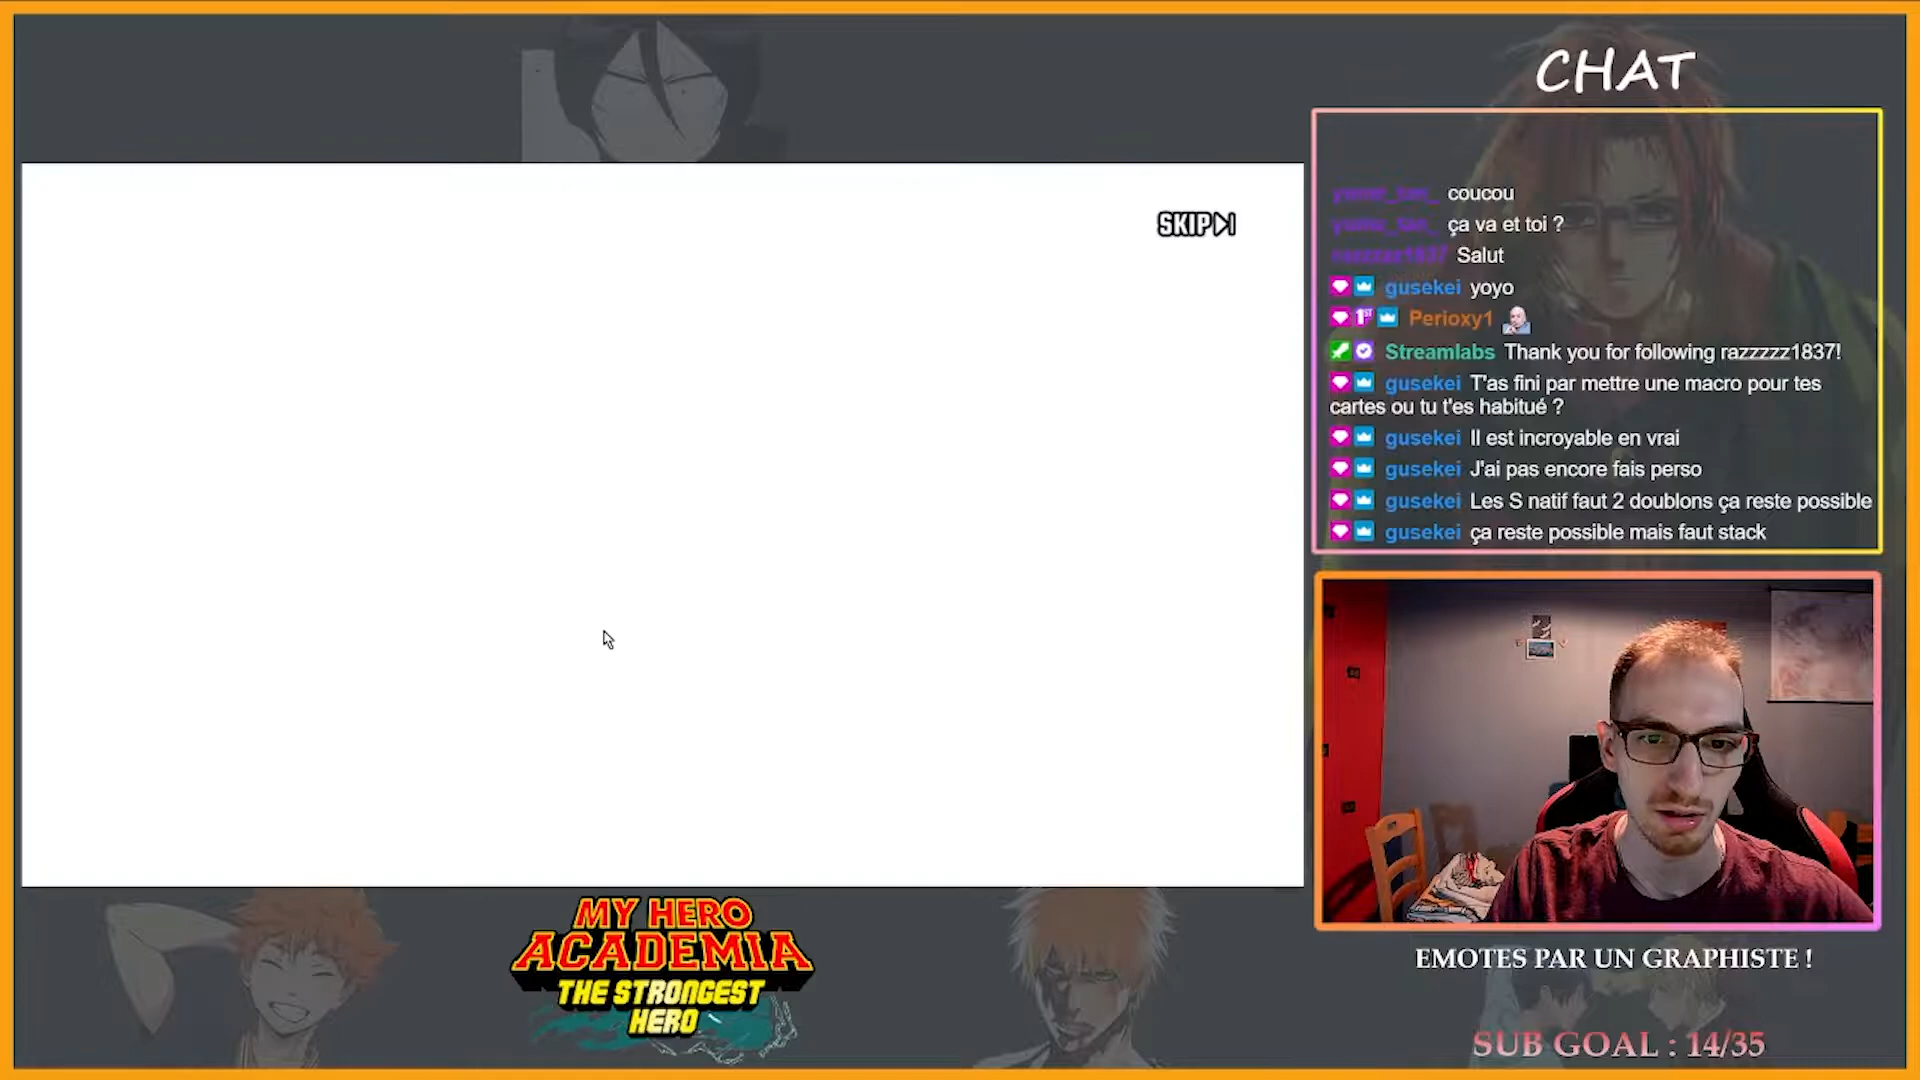 CHAT
SKIP
coucou
ça va et toi ?
razzzzz1837 Salut
gusekei yoyo
1ST Perioxy1
Streamlabs Thank you for following razzzzz1837!
gusekei T'as fini par mettre une macro pour tes
cartes ou tu t'es habitué ?
gusekei Il est incroyable en vrai
gusekei J'ai pas encore fais perso
gusekei Les S natif faut 2 doublons ça reste possible
gusekei ça reste possible mais faut stack
MY HERO
ACADEMIA
THE STRONGEST
HERO
EMOTES PAR UN GRAPHISTE !
SUB GOAL : 14/35